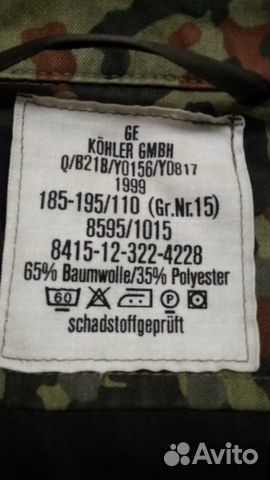 GE
KÖHLER GMBH
Q/B21B/Y0156/Y0817
1999
185-195/110 (Gr.Nr.15)
8595/1015
8415-12-322-4228
65% Baumwolle/35% Polyester
60 P
schadstoffgeprüft
Avito